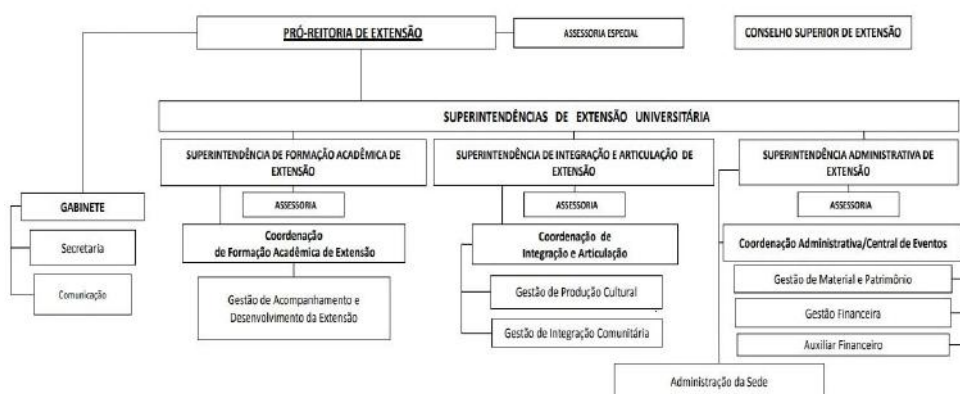 PRÓ-REITORIA DE EXTENSÃO
ASSESSORIA ESPECIAL
CONSELHO SUPERIOR DE EXTENSÃO
SUPERINTENDÊNCIAS DE EXTENSÃO UNIVERSITÁRIA
SUPERINTENDÊNCIA DE FORMAÇÃO ACADÊMICA DE
EXTENSÃO
ASSESSORIA
Coordenação
de Formação Acadêmica de Extensão
Gestão de Acompanhamento e
Desenvolvimento da Extensão
SUPERINTENDÊNCIA DE INTEGRAÇÃO E ARTICULAÇÃO DE
EXTENSÃO
ASSESSORIA
Coordenação de
Integração e Articulação
Gestão de Produção Cultural
Gestão de Integração Comunitária
SUPERINTENDÊNCIA ADMINISTRATIVA DE
EXTENSÃO
ASSESSORIA
Coordenação Administrativa/Central de Eventos
Gestão de Material e Patrimônio
Gestão Financeira
Auxiliar Financeiro
Administração da Sede
GABINETE
Secretaria
Comunicação